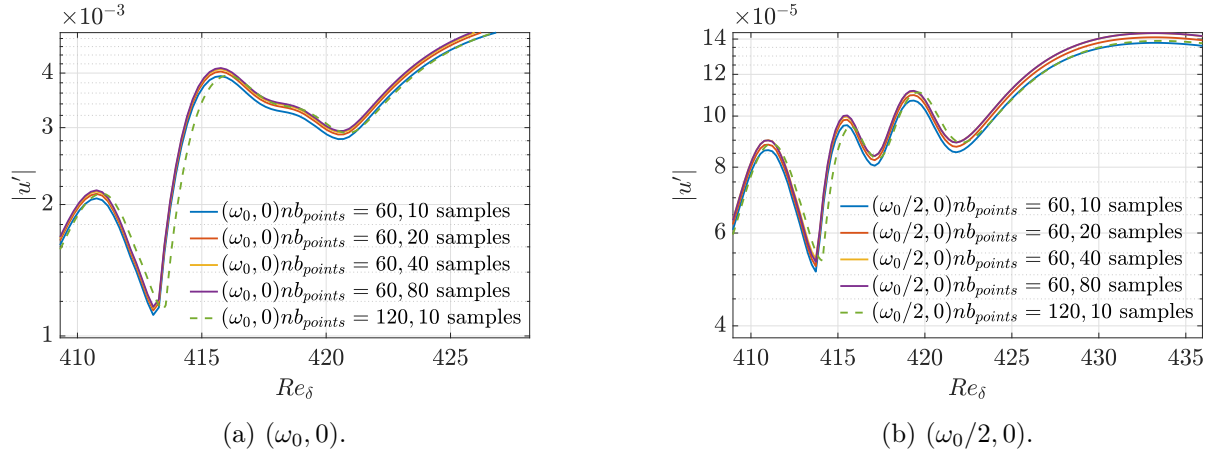 ×10⁻³
4
3
2
1
|u′|
(ω₀, 0)nb_points = 60, 10 samples
(ω₀, 0)nb_points = 60, 20 samples
(ω₀, 0)nb_points = 60, 40 samples
(ω₀, 0)nb_points = 60, 80 samples
(ω₀, 0)nb_points = 120, 10 samples
410 415 420 425
Re_δ
(a) (ω₀, 0).
×10⁻⁵
14
12
10
8
6
4
|u′|
(ω₀/2, 0)nb_points = 60, 10 samples
(ω₀/2, 0)nb_points = 60, 20 samples
(ω₀/2, 0)nb_points = 60, 40 samples
(ω₀/2, 0)nb_points = 60, 80 samples
(ω₀/2, 0)nb_points = 120, 10 samples
410 415 420 425 430 435
Re_δ
(b) (ω₀/2, 0).